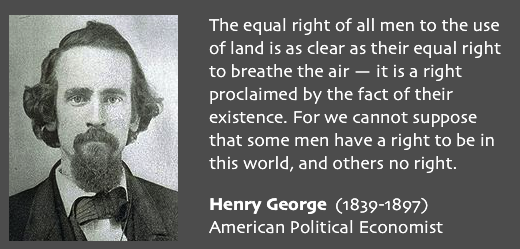 The equal right of all men to the use
of land is as clear as their equal right
to breathe the air — it is a right
proclaimed by the fact of their
existence. For we cannot suppose
that some men have a right to be in
this world, and others no right.
Henry George (1839-1897)
American Political Economist